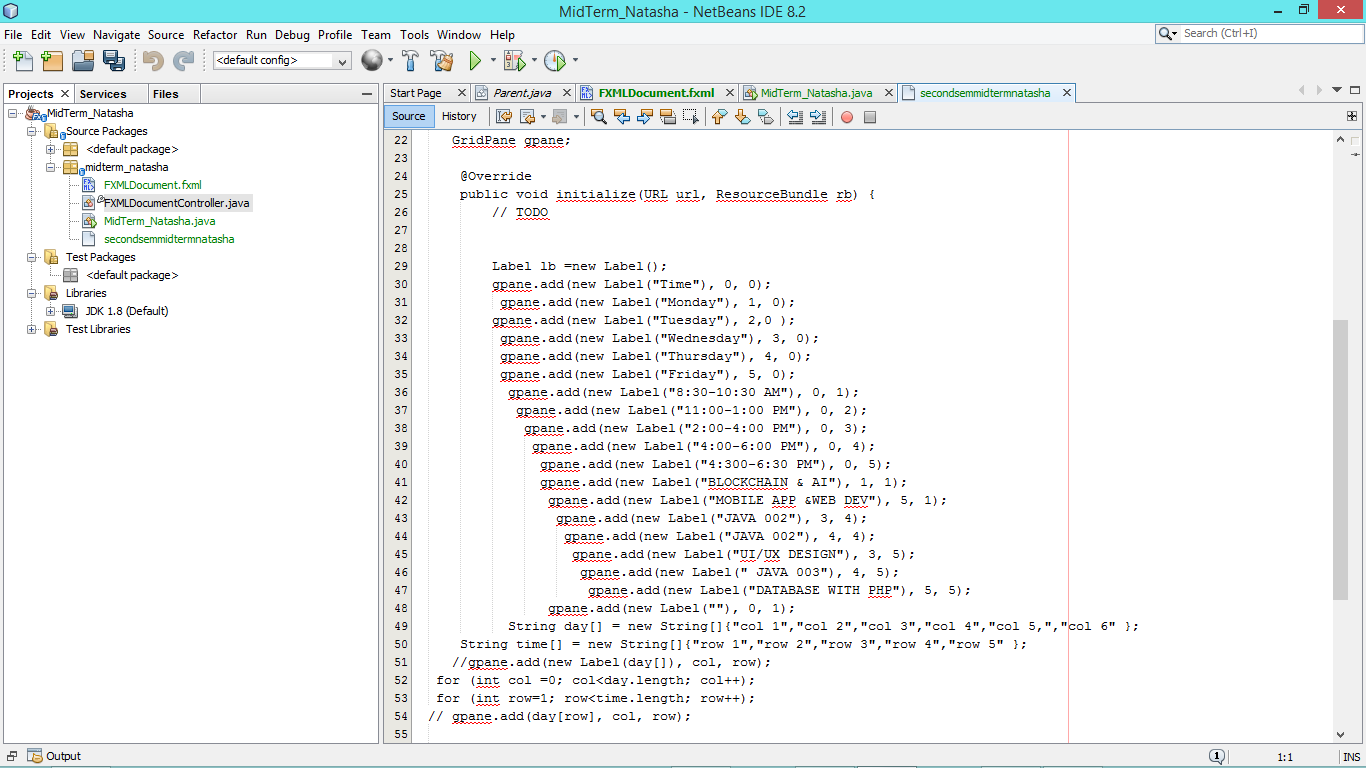 MidTerm_Natasha - NetBeans IDE 8.2
File Edit View Navigate Source Refactor Run Debug Profile Team Tools Window Help
Search (Ctrl+I)
<default config>
Projects Services Files
MidTerm_Natasha
Source Packages
<default package>
midterm_natasha
FXMLDocument.fxml
FXMLDocumentController.java
MidTerm_Natasha.java
secondsemmidtermnatasha
Test Packages
<default package>
Libraries
JDK 1.8 (Default)
Test Libraries
Start Page Parent.java FXMLDocument.fxml MidTerm_Natasha.java secondsemmidtermnatasha
Source History
22 GridPane gpane;
23
24 @Override
25 public void initialize(URL url, ResourceBundle rb) {
26 // TODO
27
28
29 Label lb =new Label();
30 gpane.add(new Label("Time"), 0, 0);
31 gpane.add(new Label("Monday"), 1, 0);
32 gpane.add(new Label("Tuesday"), 2,0 );
33 gpane.add(new Label("Wednesday"), 3, 0);
34 gpane.add(new Label("Thursday"), 4, 0);
35 gpane.add(new Label("Friday"), 5, 0);
36 gpane.add(new Label("8:30-10:30 AM"), 0, 1);
37 gpane.add(new Label("11:00-1:00 PM"), 0, 2);
38 gpane.add(new Label("2:00-4:00 PM"), 0, 3);
39 gpane.add(new Label("4:00-6:00 PM"), 0, 4);
40 gpane.add(new Label("4:300-6:30 PM"), 0, 5);
41 gpane.add(new Label("BLOCKCHAIN & AI"), 1, 1);
42 gpane.add(new Label("MOBILE APP &WEB DEV"), 5, 1);
43 gpane.add(new Label("JAVA 002"), 3, 4);
44 gpane.add(new Label("JAVA 002"), 4, 4);
45 gpane.add(new Label("UI/UX DESIGN"), 3, 5);
46 gpane.add(new Label(" JAVA 003"), 4, 5);
47 gpane.add(new Label("DATABASE WITH PHP"), 5, 5);
48 gpane.add(new Label(""), 0, 1);
49 String day[] = new String[]{"col 1","col 2","col 3","col 4","col 5,","col 6" };
50 String time[] = new String[]{"row 1","row 2","row 3","row 4","row 5" };
51 //gpane.add(new Label(day[]), col, row);
52 for (int col =0; col<day.length; col++);
53 for (int row=1; row<time.length; row++);
54 // gpane.add(day[row], col, row);
55
Output
1
1:1
INS